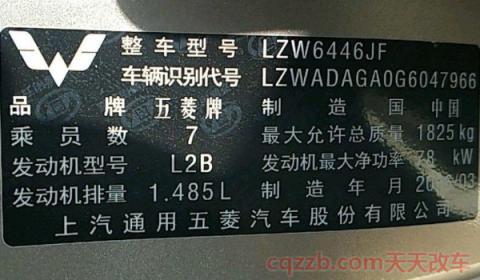 整车型号 LZW6446JF
车辆识别代号 LZWADAGA0G6047966
品牌 五菱牌 制造国 中国
乘员数 7 最大允许总质量 1825kg
发动机型号 L2B 发动机最大净功率 78 kW
发动机排量 1.485L 制造年月 /03
上汽通用五菱汽车股份有限公司
cqzzb.com天天改车